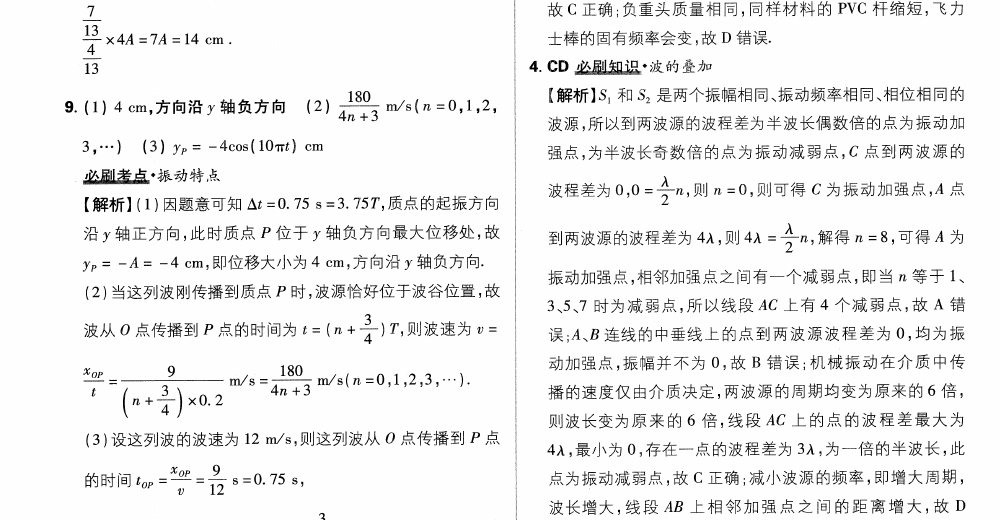 7
13
4
13
×4A=7A=14 cm.
9. (1) 4 cm,方向沿 y 轴负方向 (2) 180/(4n+3) m/s(n=0,1,2,
3,…) (3) y_P = -4cos(10πt) cm
必刷考点·振动特点
【解析】(1)因题意可知 Δt=0.75 s=3.75T,质点的起振方向
沿 y 轴正方向,此时质点 P 位于 y 轴负方向最大位移处,故
y_P = -A = -4 cm,即位移大小为 4 cm,方向沿 y 轴负方向.
(2)当这列波刚传播到质点 P 时,波源恰好位于波谷位置,故
波从 O 点传播到 P 点的时间为 t=(n+3/4)T,则波速为 v=
x_OP/t = 9/((n+3/4)×0.2) m/s = 180/(4n+3) m/s(n=0,1,2,3,…).
(3)设这列波的波速为 12 m/s,则这列波从 O 点传播到 P 点
的时间 t_OP = x_OP/v = 9/12 s=0.75 s,
3
故 C 正确;负重头质量相同,同样材料的 PVC 杆缩短,飞力
士棒的固有频率会变,故 D 错误.
4. CD 必刷知识·波的叠加
【解析】S₁ 和 S₂ 是两个振幅相同、振动频率相同、相位相同的
波源,所以到两波源的波程差为半波长偶数倍的点为振动加
强点,为半波长奇数倍的点为振动减弱点,C 点到两波源的
波程差为 0,0=λ/2 n,则 n=0,则可得 C 为振动加强点,A 点
到两波源的波程差为 4λ,则 4λ=λ/2 n,解得 n=8,可得 A 为
振动加强点,相邻加强点之间有一个减弱点,即当 n 等于 1、
3、5、7 时为减弱点,所以线段 AC 上有 4 个减弱点,故 A 错
误;A、B 连线的中垂线上的点到两波源波程差为 0,均为振
动加强点,振幅并不为 0,故 B 错误;机械振动在介质中传
播的速度仅由介质决定,两波源的周期均变为原来的 6 倍,
则波长变为原来的 6 倍,线段 AC 上的点的波程差最大为
4λ,最小为 0,存在一点的波程差为 3λ,为一倍的半波长,此
点为振动减弱点,故 C 正确;减小波源的频率,即增大周期,
波长增大,线段 AB 上相邻加强点之间的距离增大,故 D